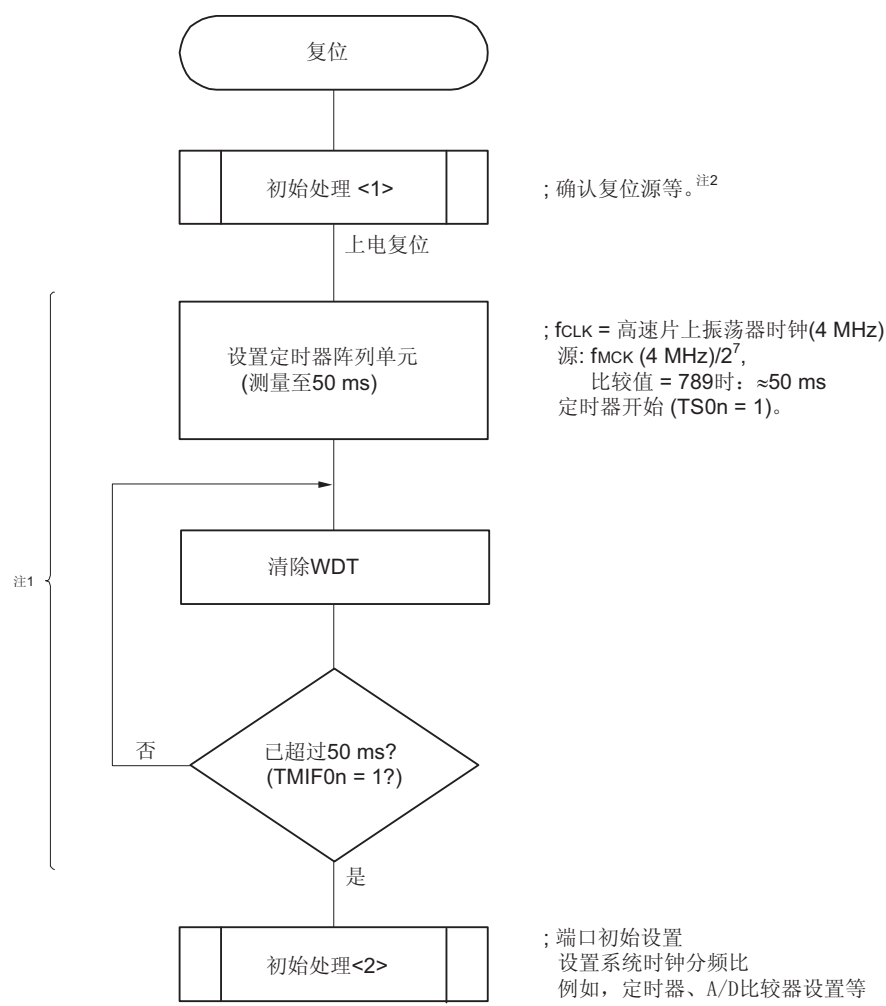 复位
初始处理 <1>
; 确认复位源等。注2
上电复位
设置定时器阵列单元
(测量至50 ms)
; fCLK = 高速片上振荡器时钟(4 MHz)
源: fMCK (4 MHz)/2⁷,
比较值 = 789时：≈50 ms
定时器开始 (TS0n = 1)。
清除WDT
注1
否
已超过50 ms?
(TMIF0n = 1?)
是
初始处理<2>
; 端口初始设置
设置系统时钟分频比
例如，定时器、A/D比较器设置等